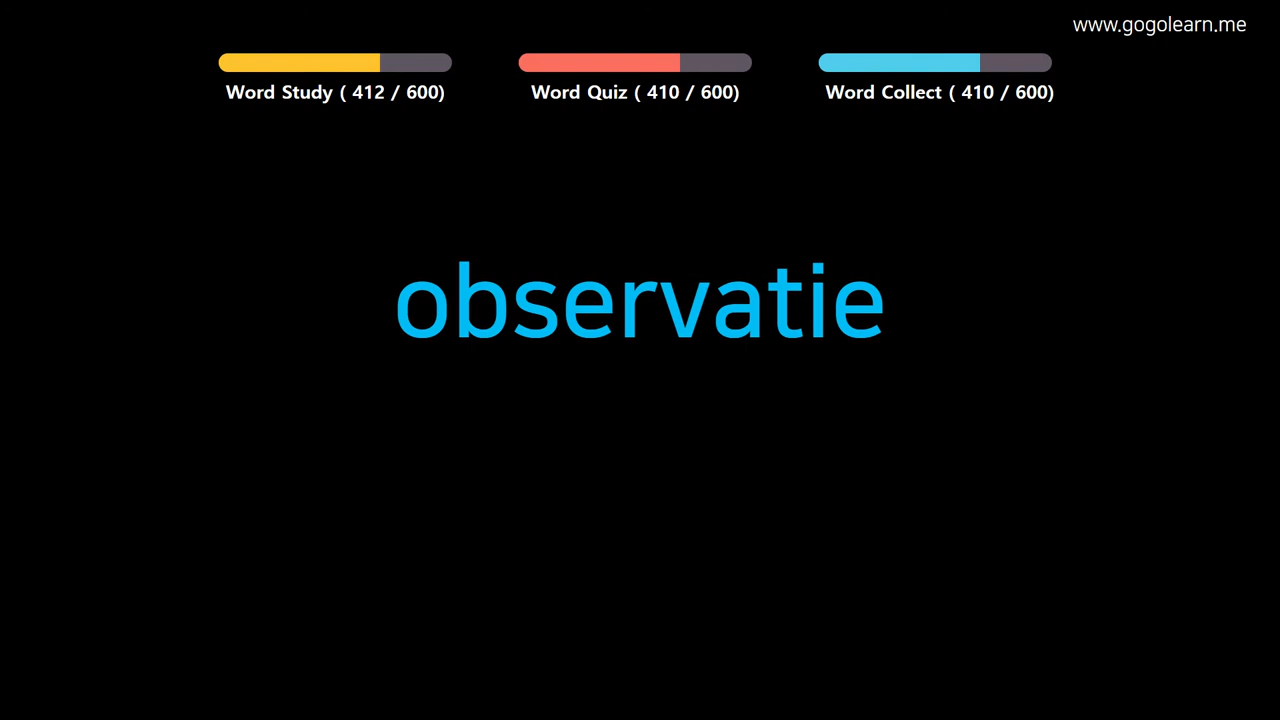 www.gogolearn.me
Word Study ( 412 / 600)
Word Quiz ( 410 / 600)
Word Collect ( 410 / 600)
observatie